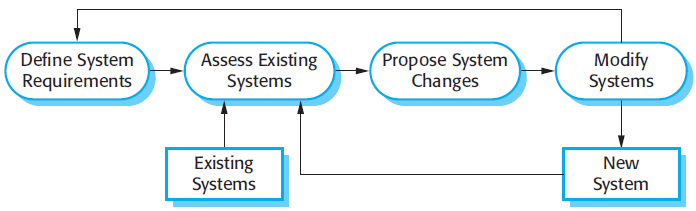 Define System
Requirements
Assess Existing
Systems
Propose System
Changes
Modify
Systems
Existing
Systems
New
System